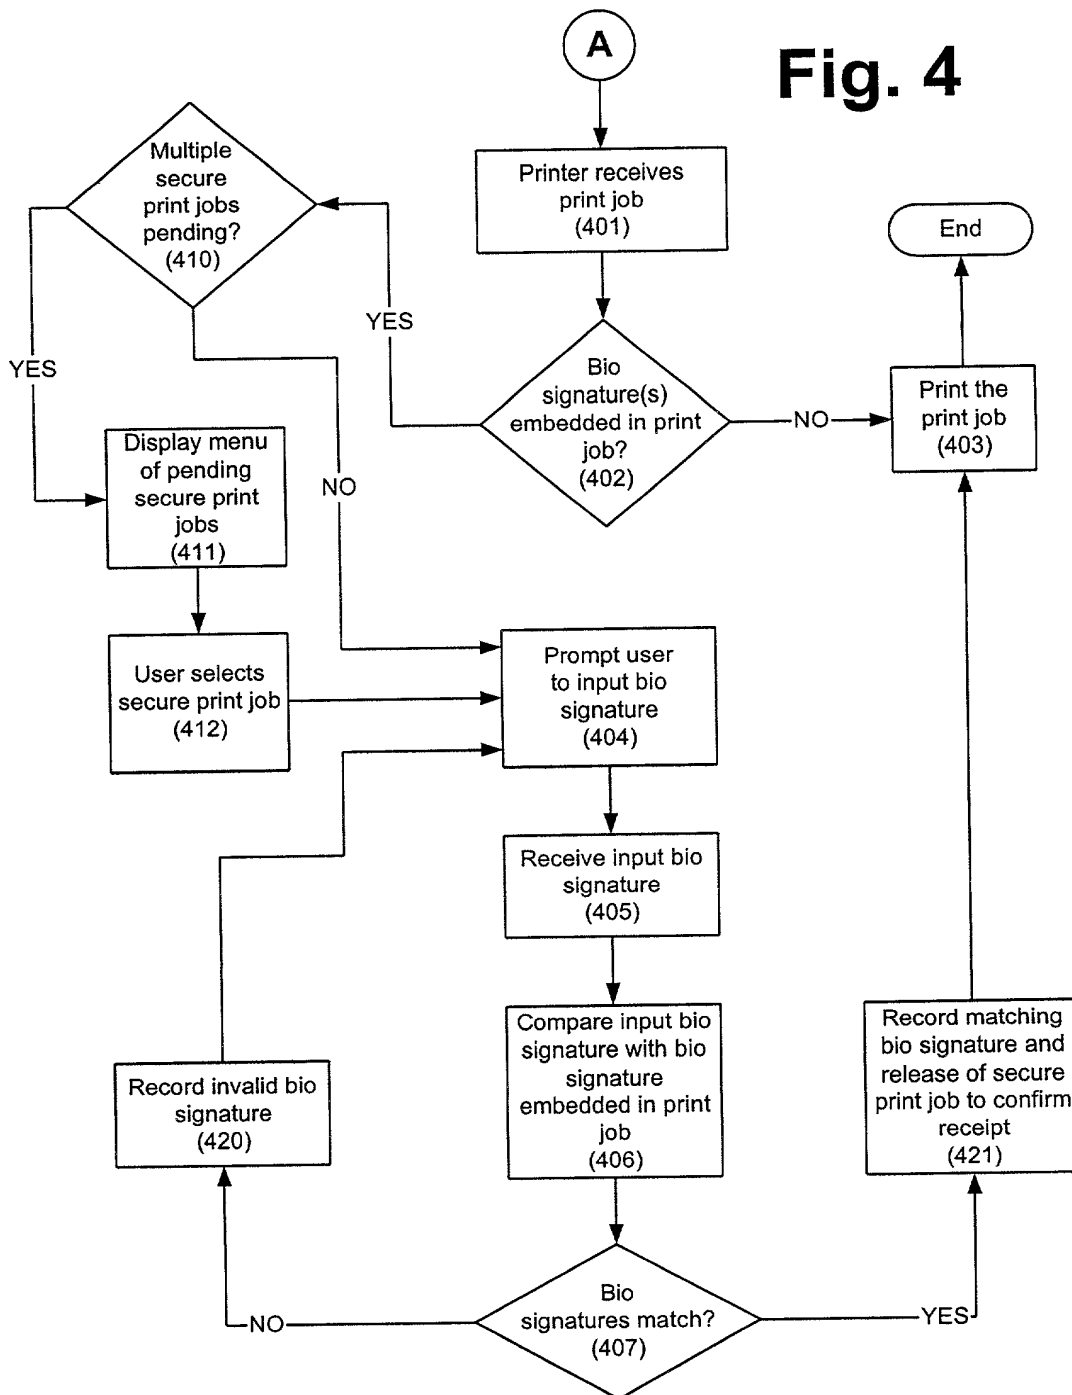 A
Fig. 4
Multiple
secure
print jobs
pending?
(410)
Printer receives
print job
(401)
End
YES
YES
Bio
signature(s)
embedded in print
job?
(402)
NO
Print the
print job
(403)
Display menu
of pending
secure print
jobs
(411)
NO
User selects
secure print job
(412)
Prompt user
to input bio
signature
(404)
Receive input bio
signature
(405)
Compare input bio
signature with bio
signature
embedded in print
job
(406)
Record matching
bio signature and
release of secure
print job to confirm
receipt
(421)
Record invalid bio
signature
(420)
Bio
signatures match?
(407)
NO
YES